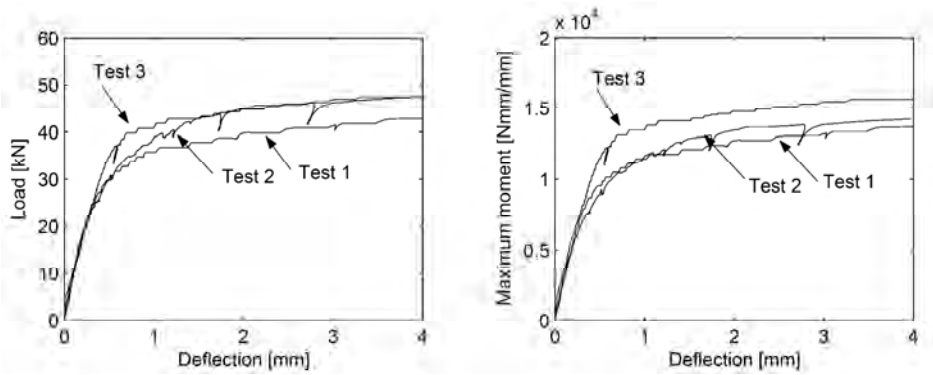 60
50
40
30
20
10
0
Load [kN]
Test 3
Test 2
Test 1
0 1 2 3 4
Deflection [mm]
x 10⁴
2
1.5
1
0.5
0
Maximum moment [Nmm/mm]
Test 3
Test 2
Test 1
0 1 2 3 4
Deflection [mm]